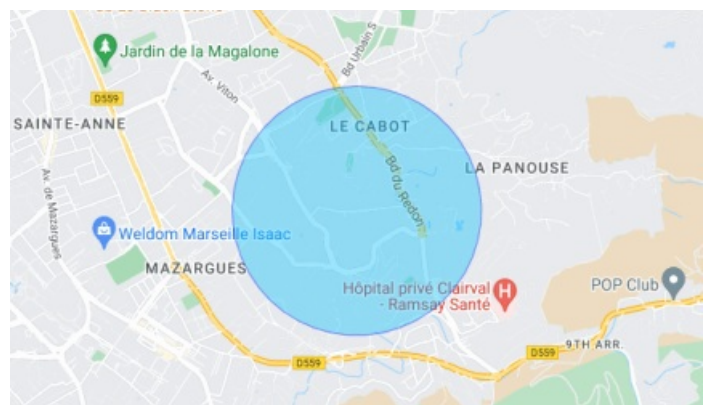 Jardin de la Magalone
Bd Urbain S
Av. Viton
D559
SAINTE-ANNE
LE CABOT
LA PANOUSE
Bd du Redon
Av. de Mazargues
Weldom Marseille Isaac
MAZARGUES
Hôpital privé Clairval
- Ramsay Santé
POP Club
9TH ARR.
D559
D559